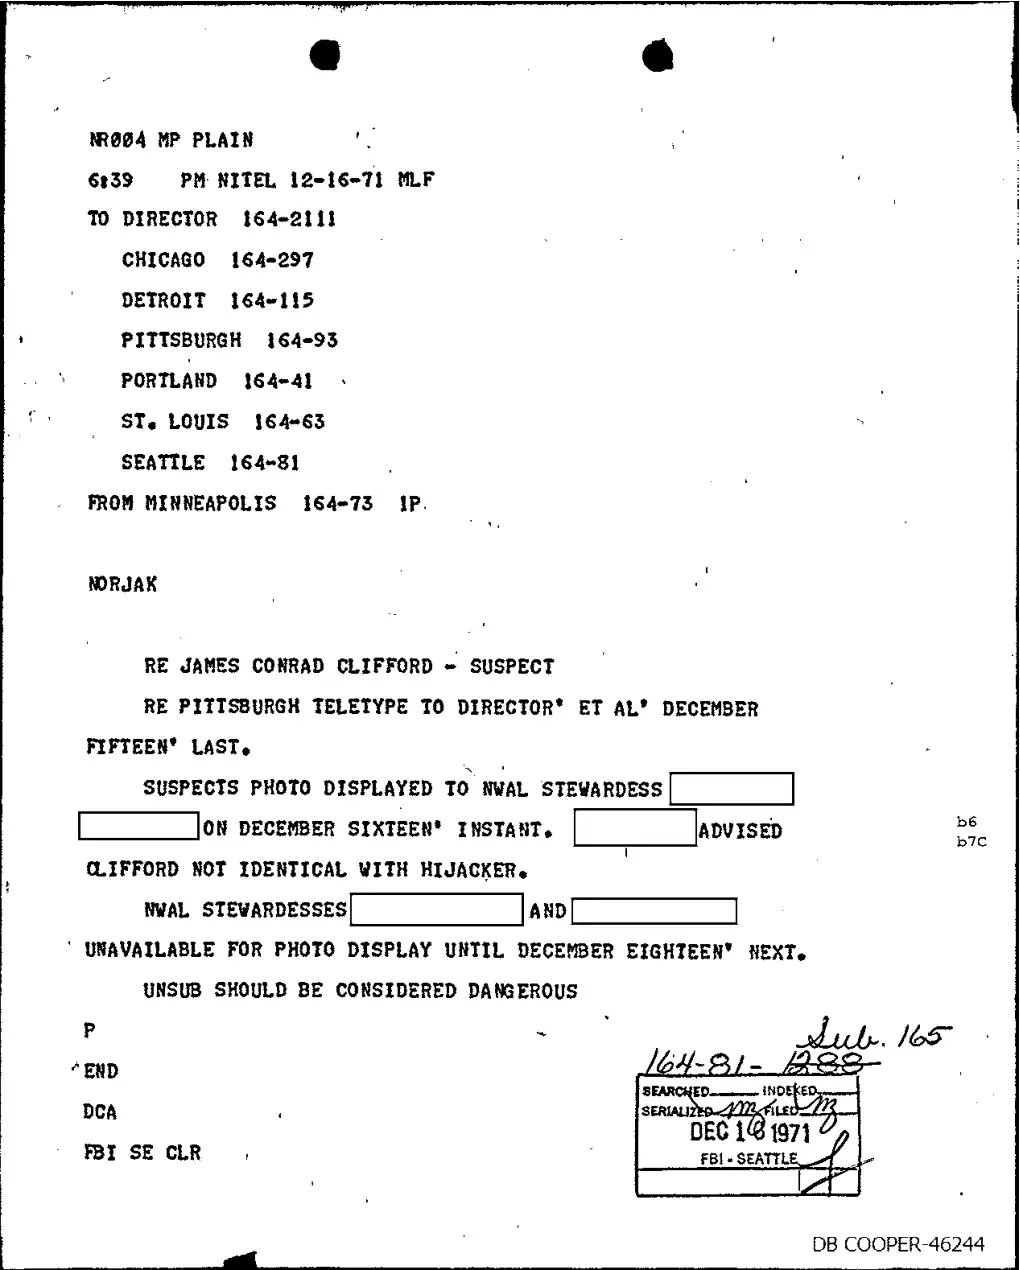 NR004 MP PLAIN
6:39 PM NITEL 12-16-71 MLF
TO DIRECTOR 164-2111
CHICAGO 164-297
DETROIT 164-115
PITTSBURGH 164-93
PORTLAND 164-41
ST. LOUIS 164-63
SEATTLE 164-81
FROM MINNEAPOLIS 164-73 1P.
NORJAK
RE JAMES CONRAD CLIFFORD - SUSPECT
RE PITTSBURGH TELETYPE TO DIRECTOR' ET AL' DECEMBER
FIFTEEN' LAST.
SUSPECTS PHOTO DISPLAYED TO NWAL STEWARDESS
ON DECEMBER SIXTEEN' INSTANT. ADVISED
b6
b7C
CLIFFORD NOT IDENTICAL WITH HIJACKER.
NWAL STEWARDESSES AND
UNAVAILABLE FOR PHOTO DISPLAY UNTIL DECEMBER EIGHTEEN' NEXT.
UNSUB SHOULD BE CONSIDERED DANGEROUS
P
END
DCA
FBI SE CLR
Sub. 165
164-81-1288
SEARCHED INDEXED
SERIALIZED FILED
DEC 16 1971
FBI - SEATTLE
DB COOPER-46244